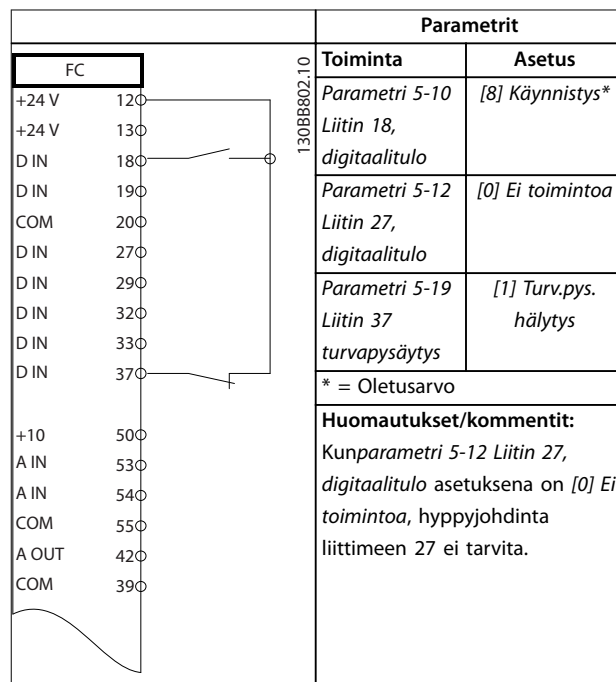 FC
+24 V 12
+24 V 13
D IN 18
D IN 19
COM 20
D IN 27
D IN 29
D IN 32
D IN 33
D IN 37
+10 50
A IN 53
A IN 54
COM 55
A OUT 42
COM 39
130BB802.10
Parametrit
Toiminta Asetus
Parametri 5-10 [8] Käynnistys*
Liitin 18,
digitaalitulo
Parametri 5-12 [0] Ei toimintoa
Liitin 27,
digitaalitulo
Parametri 5-19 [1] Turv.pys.
Liitin 37 hälytys
turvapysäytys
* = Oletusarvo
Huomautukset/kommentit:
Kunparametri 5-12 Liitin 27,
digitaalitulo asetuksena on [0] Ei
toimintoa, hyppyjohdinta
liittimeen 27 ei tarvita.